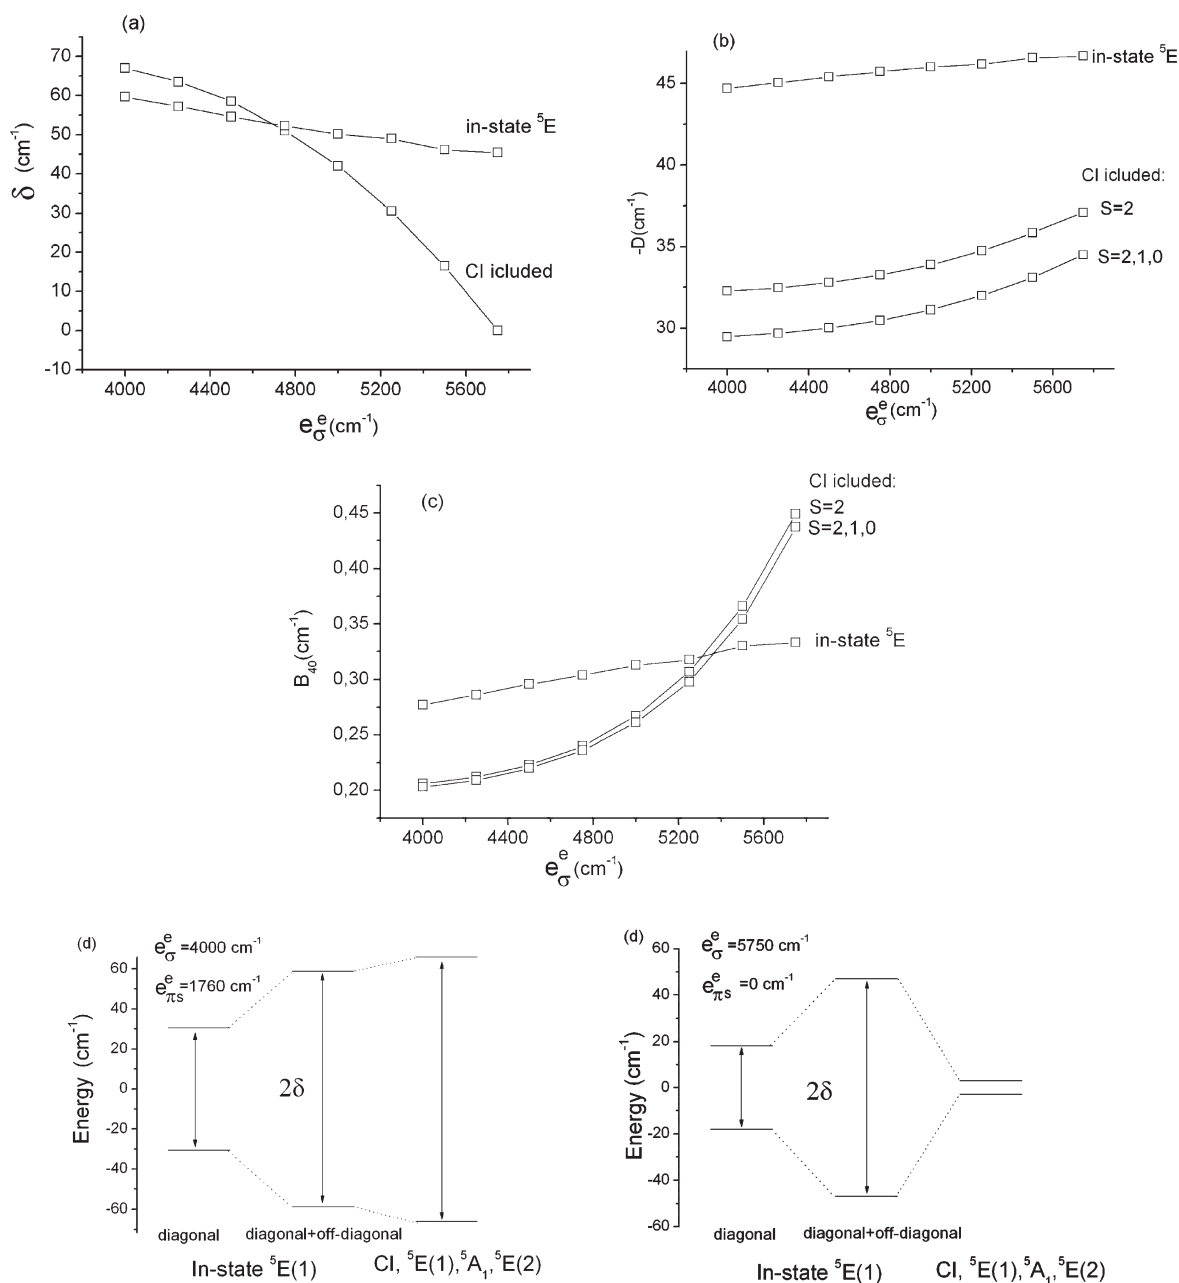 (a)
70
60
50
40
30
20
10
0
-10
δ (cm⁻¹)
in-state ⁵E
CI icluded
4000 4400 4800 5200 5600
eσᵉ(cm⁻¹)
(b)
45
40
35
30
-D(cm⁻¹)
in-state ⁵E
CI icluded:
S=2
S=2,1,0
4000 4400 4800 5200 5600
eσᵉ(cm⁻¹)
(c)
0,45
0,40
0,35
0,30
0,25
0,20
B₄₀(cm⁻¹)
CI icluded:
S=2
S=2,1,0
in-state ⁵E
4000 4400 4800 5200 5600
eσᵉ(cm⁻¹)
(d)
eσᵉ=4000 cm⁻¹
eπsᵉ=1760 cm⁻¹
60
40
20
0
-20
-40
-60
Energy (cm⁻¹)
2δ
diagonal diagonal+off-diagonal
In-state ⁵E(1) CI, ⁵E(1),⁵A₁,⁵E(2)
(d)
eσᵉ=5750 cm⁻¹
eπsᵉ=0 cm⁻¹
60
40
20
0
-20
-40
-60
Energy (cm⁻¹)
2δ
diagonal diagonal+off-diagonal
In-state ⁵E(1) CI, ⁵E(1),⁵A₁,⁵E(2)